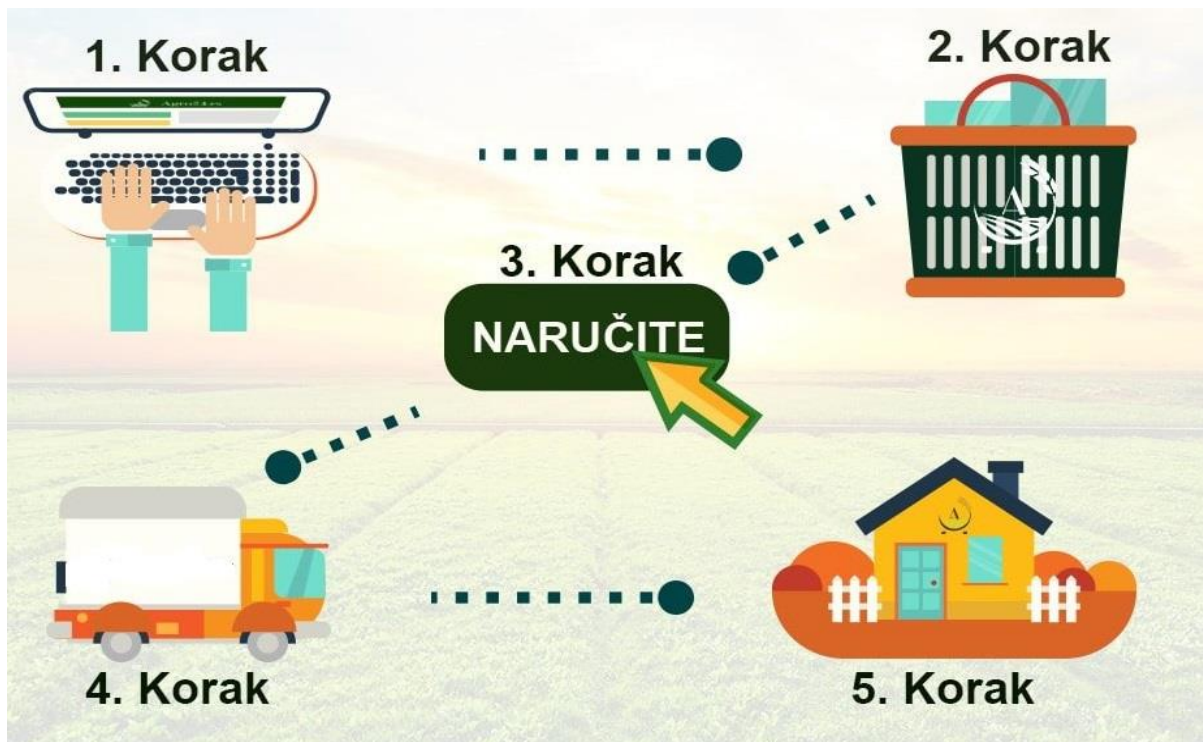 1. Korak
2. Korak
3. Korak
NARUČITE
4. Korak
5. Korak
A
A